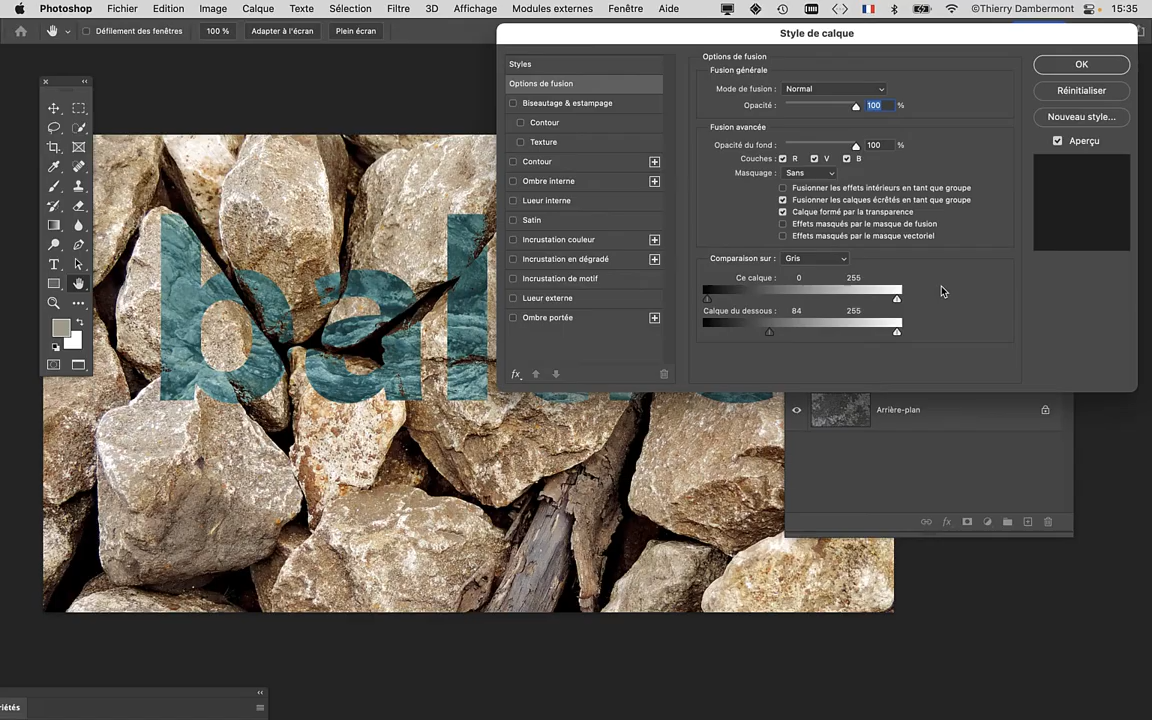 Photoshop Fichier Edition Image Calque Texte Sélection Filtre 3D Affichage Modules externes Fenêtre Aide ©Thierry Dambermont 15:35
Défilement des fenêtres 100 % Adapter à l'écran Plein écran
Style de calque
Styles
Options de fusion
Biseautage & estampage
Contour
Texture
Contour
Ombre interne
Lueur interne
Satin
Incrustation couleur
Incrustation en dégradé
Incrustation de motif
Lueur externe
Ombre portée
fx
Options de fusion
Fusion générale
Mode de fusion : Normal
Opacité : 100 %
Fusion avancée
Opacité du fond : 100 %
Couches : R V B
Masquage : Sans
Fusionner les effets intérieurs en tant que groupe
Fusionner les calques écrêtés en tant que groupe
Calque formé par la transparence
Effets masqués par le masque de fusion
Effets masqués par le masque vectoriel
Comparaison sur : Gris
Ce calque : 0 255
Calque du dessous : 84 255
OK
Réinitialiser
Nouveau style...
Aperçu
bal
Arrière-plan
fx
riétés